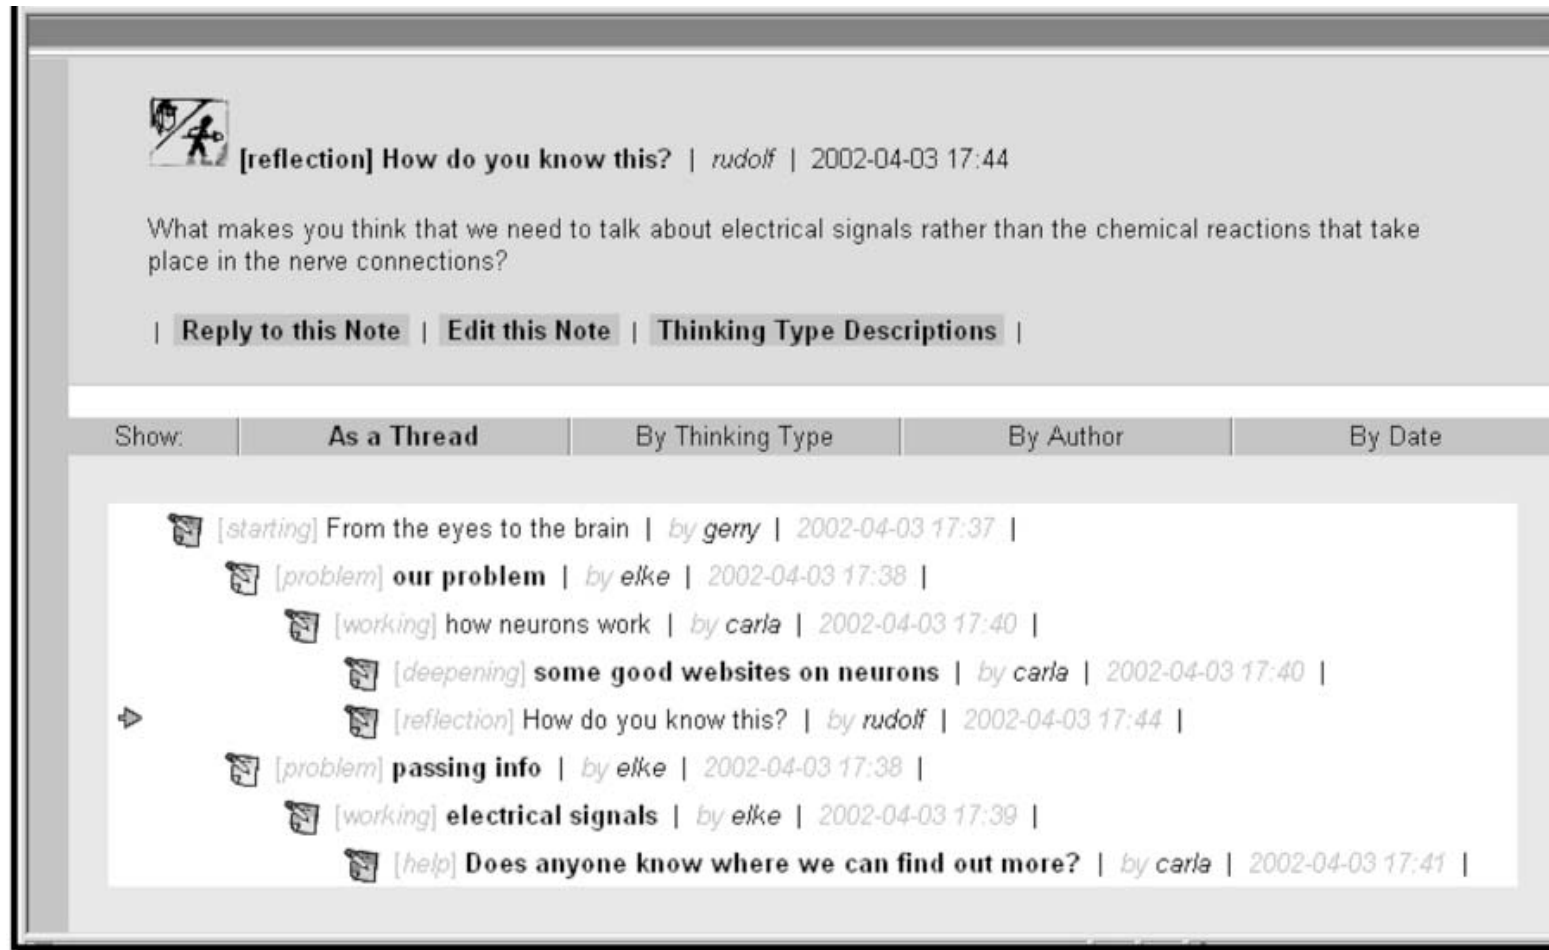 [reflection] How do you know this? | rudolf | 2002-04-03 17:44
What makes you think that we need to talk about electrical signals rather than the chemical reactions that take
place in the nerve connections?
| Reply to this Note | Edit this Note | Thinking Type Descriptions |
Show: As a Thread By Thinking Type By Author By Date
[starting] From the eyes to the brain | by gerry | 2002-04-03 17:37 |
[problem] our problem | by elke | 2002-04-03 17:38 |
[working] how neurons work | by carla | 2002-04-03 17:40 |
[deepening] some good websites on neurons | by carla | 2002-04-03 17:40 |
[reflection] How do you know this? | by rudolf | 2002-04-03 17:44 |
[problem] passing info | by elke | 2002-04-03 17:38 |
[working] electrical signals | by elke | 2002-04-03 17:39 |
[help] Does anyone know where we can find out more? | by carla | 2002-04-03 17:41 |